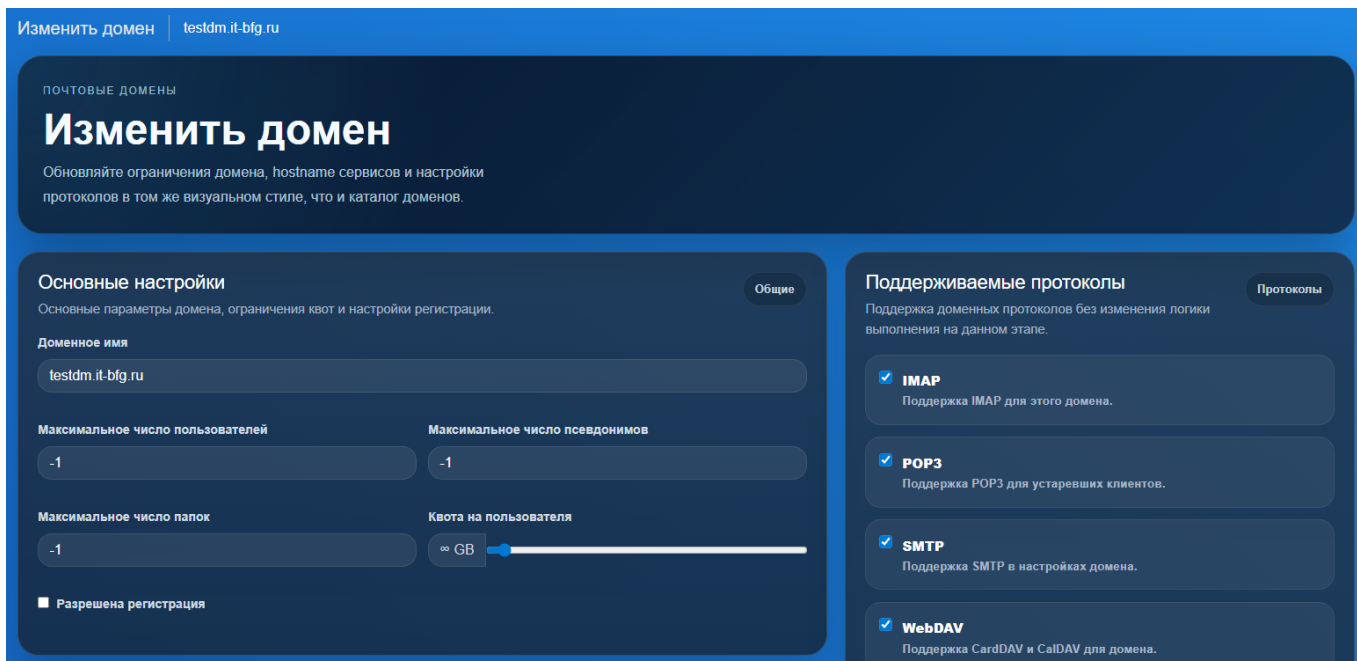 Изменить домен
testdm.it-bfg.ru
ПОЧТОВЫЕ ДОМЕНЫ
Изменить домен
Обновляйте ограничения домена, hostname сервисов и настройки
протоколов в том же визуальном стиле, что и каталог доменов.
Основные настройки
Общие
Основные параметры домена, ограничения квот и настройки регистрации.
Доменное имя
testdm.it-bfg.ru
Максимальное число пользователей
Максимальное число псевдонимов
-1
-1
Максимальное число папок
Квота на пользователя
-1
∞ GB
Разрешена регистрация
Поддерживаемые протоколы
Протоколы
Поддержка доменных протоколов без изменения логики
выполнения на данном этапе.
IMAP
Поддержка IMAP для этого домена.
POP3
Поддержка POP3 для устаревших клиентов.
SMTP
Поддержка SMTP в настройках домена.
WebDAV
Поддержка CardDAV и CalDAV для домена.